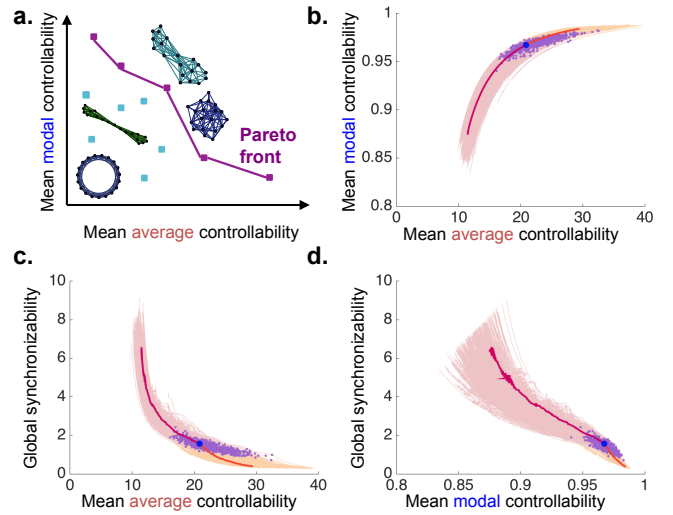 a.
Mean modal controllability
Pareto
front
Mean average controllability
b.
Mean modal controllability
1
0.95
0.9
0.85
0.8
0 10 20 30 40
Mean average controllability
c.
Global synchronizability
10
8
6
4
2
0
0 10 20 30 40
Mean average controllability
d.
Global synchronizability
10
8
6
4
2
0
0.8 0.85 0.9 0.95 1
Mean modal controllability